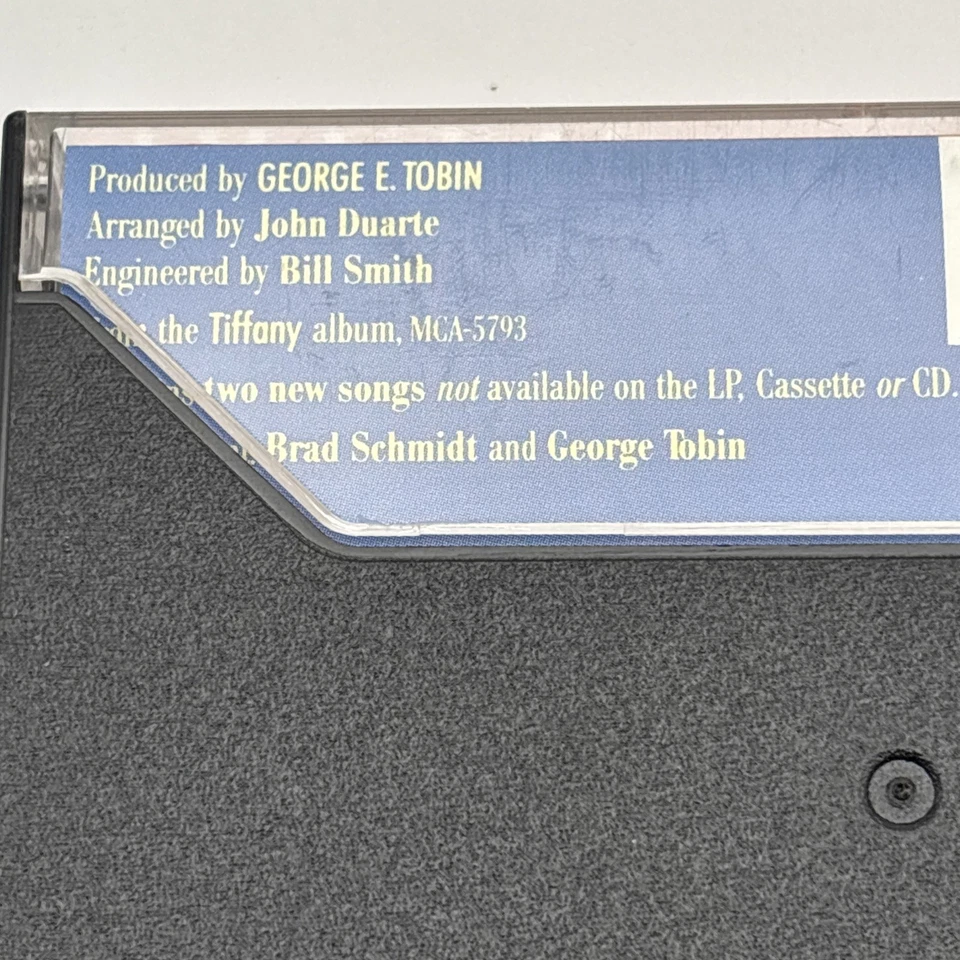 Produced by GEORGE E. TOBIN
Arranged by John Duarte
Engineered by Bill Smith
the Tiffany album, MCA-5793
two new songs not available on the LP, Cassette or CD.
Brad Schmidt and George Tobin